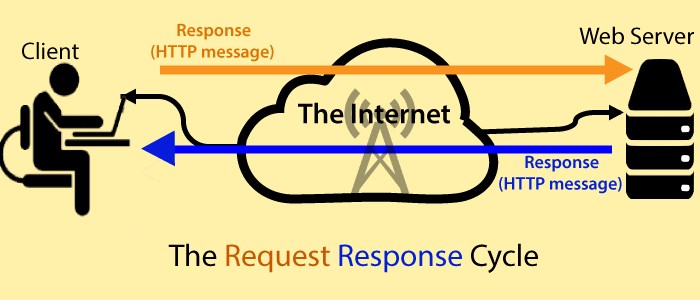 Client
Response
(HTTP message)
Web Server
The Internet
Response
(HTTP message)
The Request Response Cycle